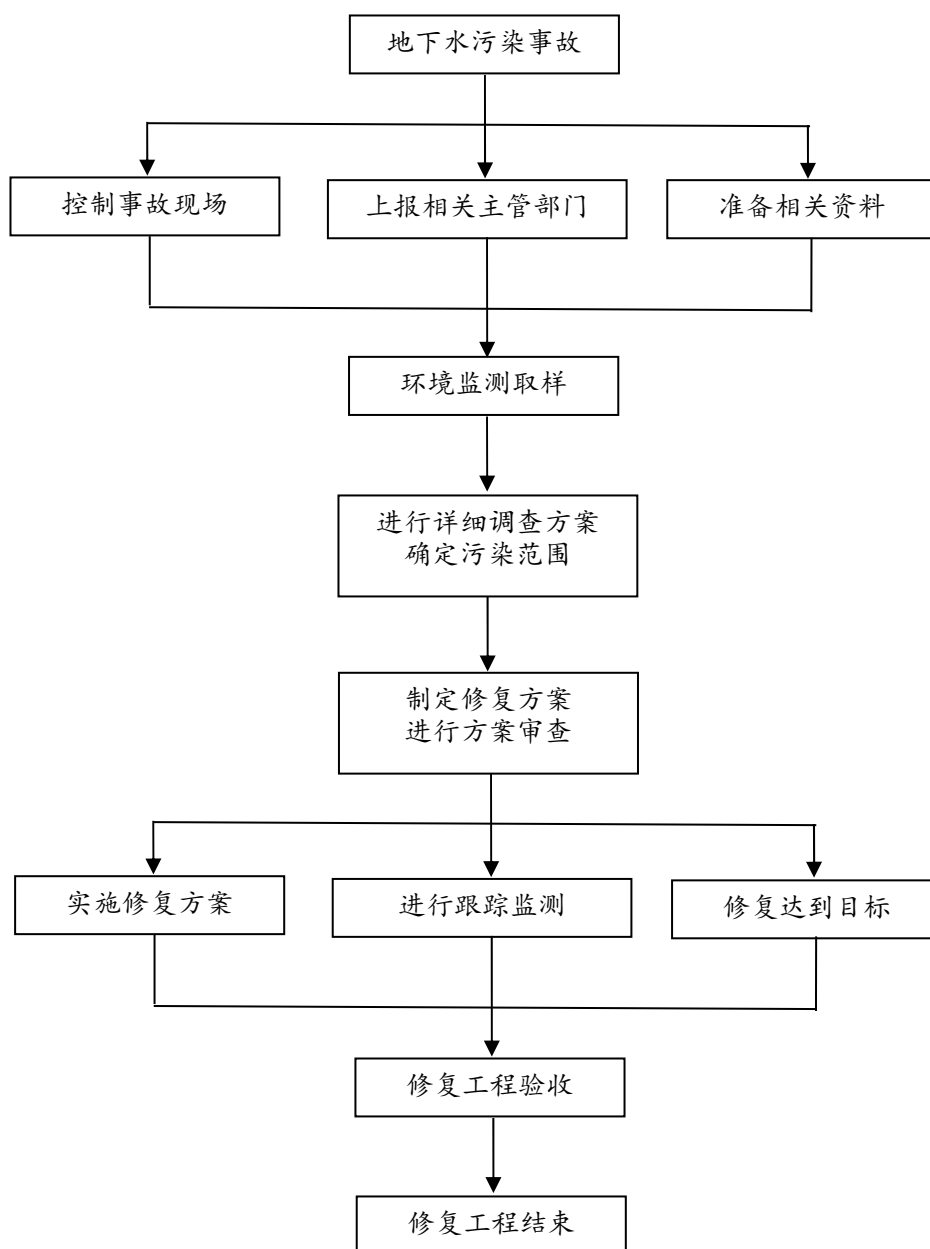 地下水污染事故
控制事故现场
上报相关主管部门
准备相关资料
环境监测取样
进行详细调查方案
确定污染范围
制定修复方案
进行方案审查
实施修复方案
进行跟踪监测
修复达到目标
修复工程验收
修复工程结束